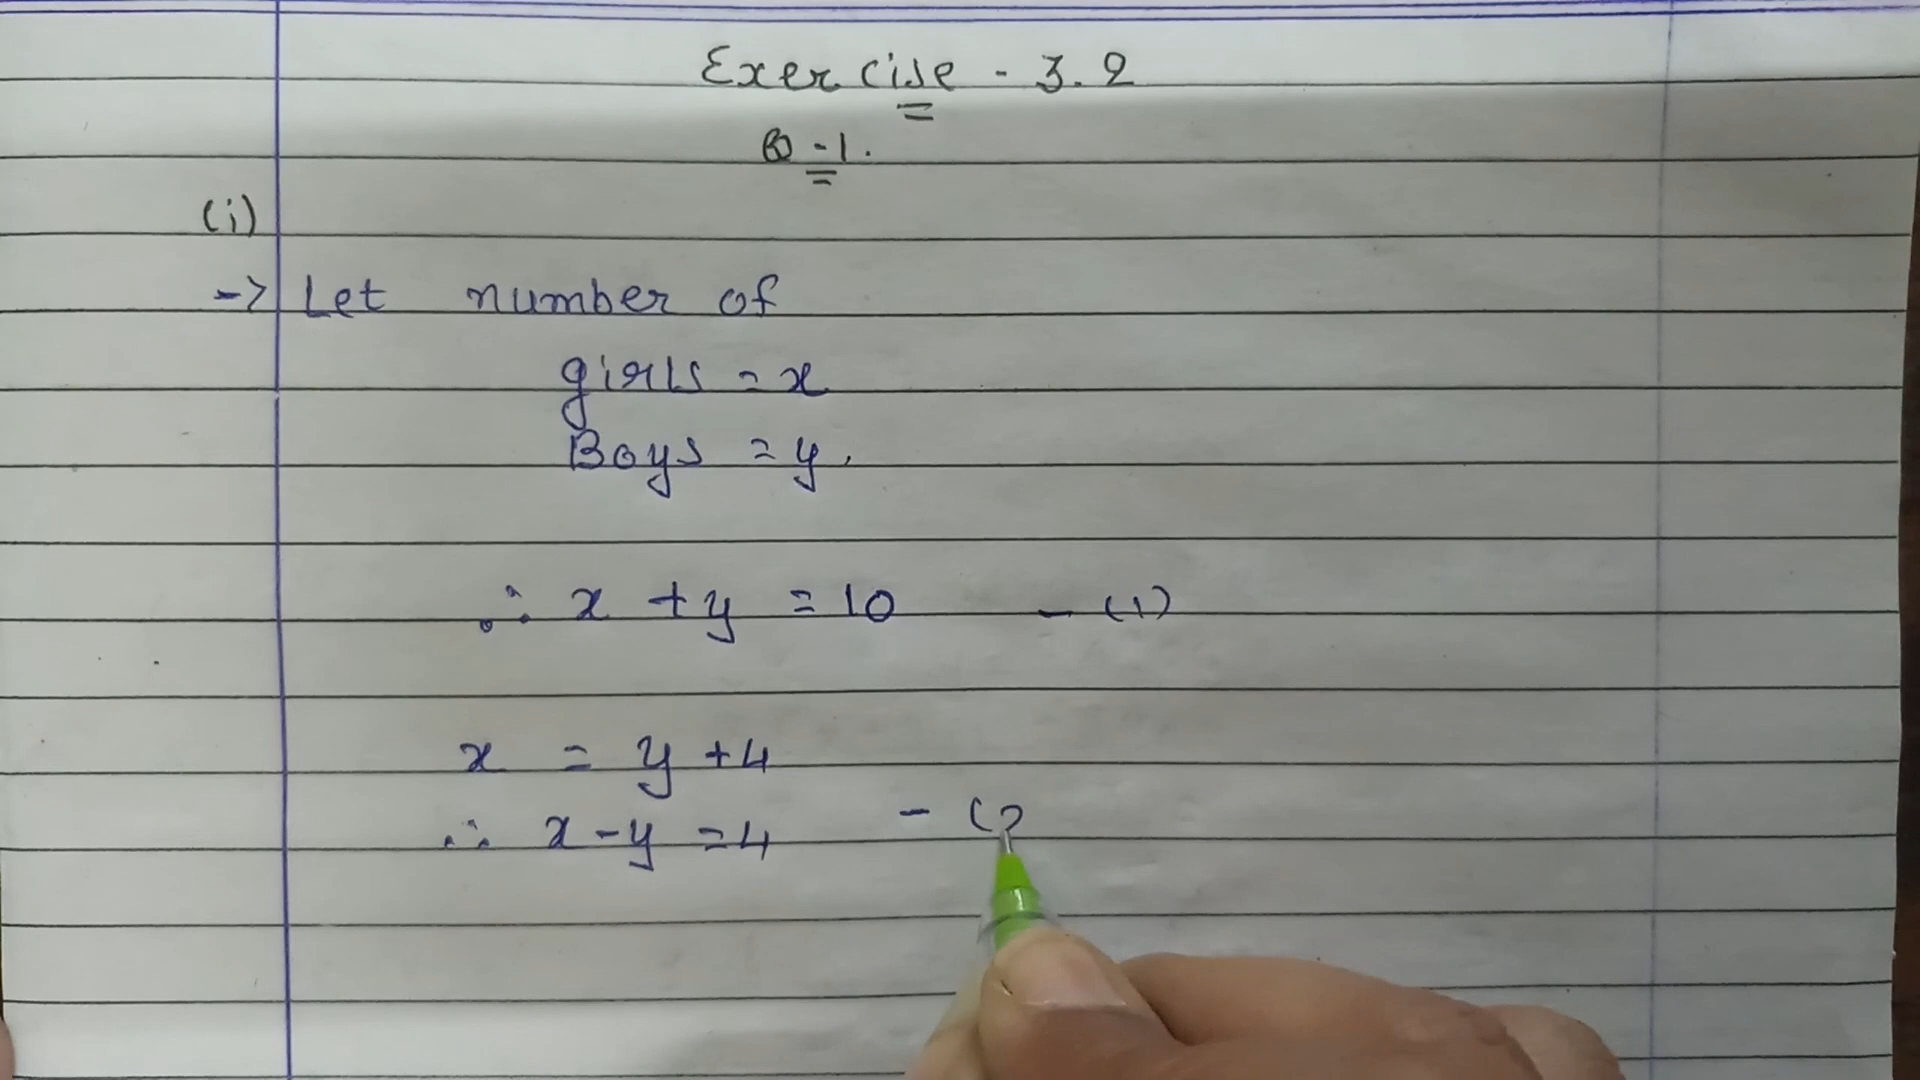 Exercise - 3.2
Q-1.
(i)
-> Let number of
girls = x
Boys = y.
∴ x + y = 10 - (1)
x = y + 4
∴ x - y = 4 - (2